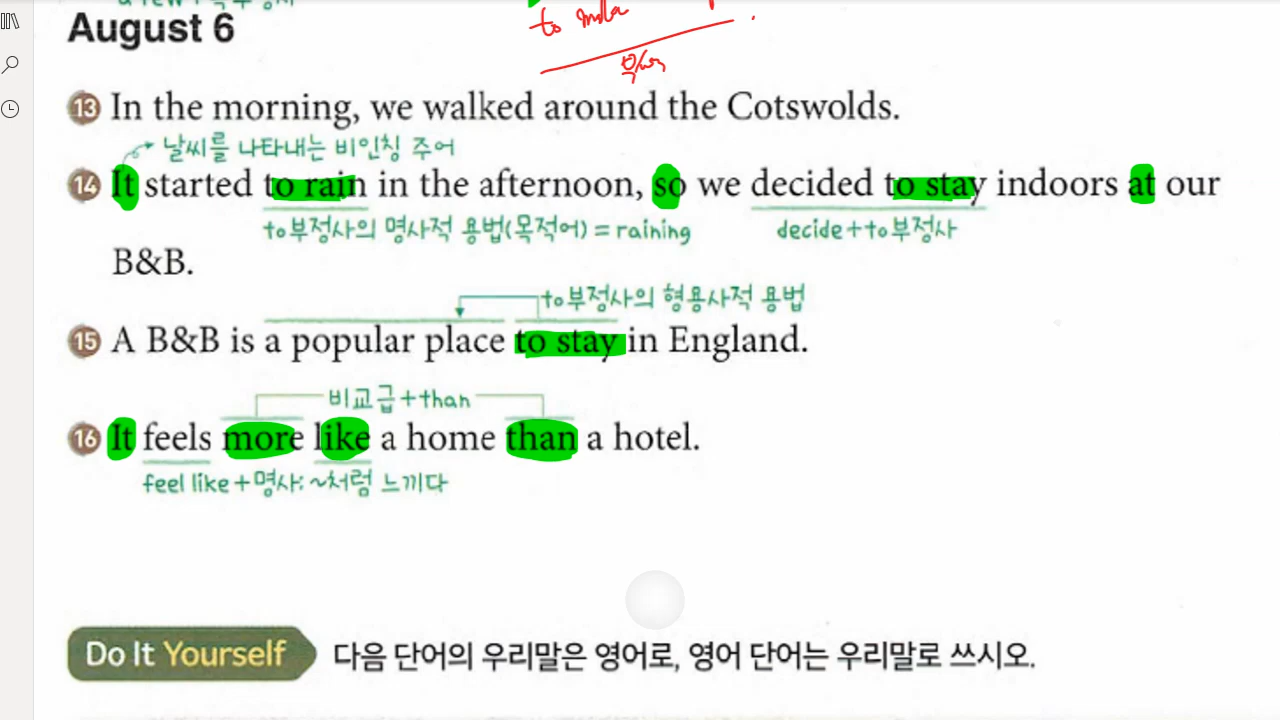 August 6
to India
⑬ In the morning, we walked around the Cotswolds.
날씨를 나타내는 비인칭 주어
⑭ It started to rain in the afternoon, so we decided to stay indoors at our
to부정사의 명사적 용법(목적어) = raining decide+to부정사
B&B.
to부정사의 형용사적 용법
⑮ A B&B is a popular place to stay in England.
비교급+than
⑯ It feels more like a home than a hotel.
feel like+명사: ~처럼 느끼다
Do It Yourself 다음 단어의 우리말은 영어로, 영어 단어는 우리말로 쓰시오.